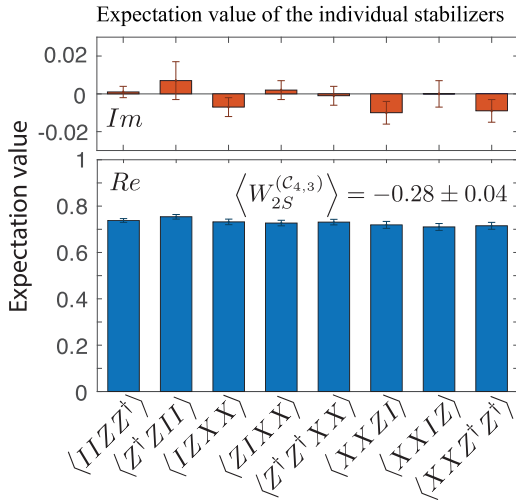 Expectation value of the individual stabilizers
Expectation value
0.02
0
-0.02
Im
1
0.8
0.6
0.4
0.2
0
Re
⟨W_{2S}^{(𝒞_{4,3})}⟩ = −0.28 ± 0.04
⟨IIZZ†⟩
⟨Z†ZII⟩
⟨IZXX⟩
⟨ZIXX⟩
⟨Z†Z†XX⟩
⟨XXZI⟩
⟨XXIZ⟩
⟨XXZ†Z†⟩